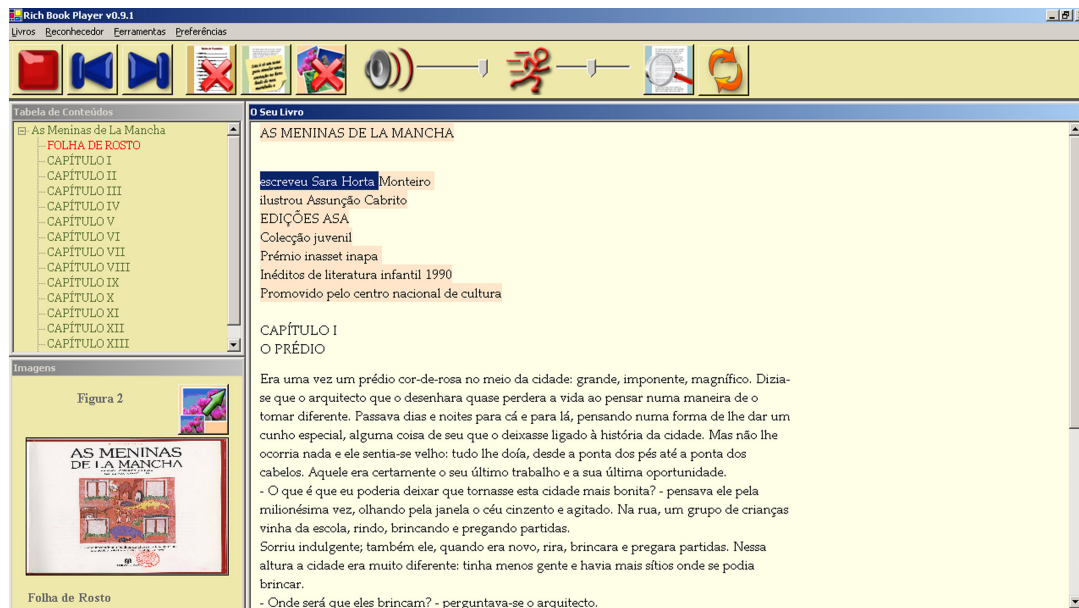 Rich Book Player v0.9.1
Livros Reconhecedor Ferramentas Preferências
Tabela de Conteúdos
As Meninas de La Mancha
FOLHA DE ROSTO
CAPÍTULO I
CAPÍTULO II
CAPÍTULO III
CAPÍTULO IV
CAPÍTULO V
CAPÍTULO VI
CAPÍTULO VII
CAPÍTULO VIII
CAPÍTULO IX
CAPÍTULO X
CAPÍTULO XI
CAPÍTULO XII
CAPÍTULO XIII
Imagens
Figura 2
AS MENINAS
DE LA MANCHA
Folha de Rosto
O Seu Livro
AS MENINAS DE LA MANCHA
escreveu Sara Horta Monteiro
ilustrou Assunção Cabrito
EDIÇÕES ASA
Colecção juvenil
Prémio inasset inapa
Inéditos de literatura infantil 1990
Promovido pelo centro nacional de cultura
CAPÍTULO I
O PRÉDIO
Era uma vez um prédio cor-de-rosa no meio da cidade: grande, imponente, magnífico. Dizia-
se que o arquitecto que o desenhara quase perdera a vida ao pensar numa maneira de o
tomar diferente. Passava dias e noites para cá e para lá, pensando numa forma de lhe dar um
cunho especial, alguma coisa de seu que o deixasse ligado à história da cidade. Mas não lhe
ocorria nada e ele sentia-se velho: tudo lhe doía, desde a ponta dos pés até a ponta dos
cabelos. Aquele era certamente o seu último trabalho e a sua última oportunidade.
- O que é que eu poderia deixar que tornasse esta cidade mais bonita? - pensava ele pela
milionésima vez, olhando pela janela o céu cinzento e agitado. Na rua, um grupo de crianças
vinha da escola, rindo, brincando e pregando partidas.
Sorriu indulgente; também ele, quando era novo, rira, brincara e pregara partidas. Nessa
altura a cidade era muito diferente: tinha menos gente e havia mais sítios onde se podia
brincar.
- Onde será que eles brincam? - perguntava-se o arquitecto.